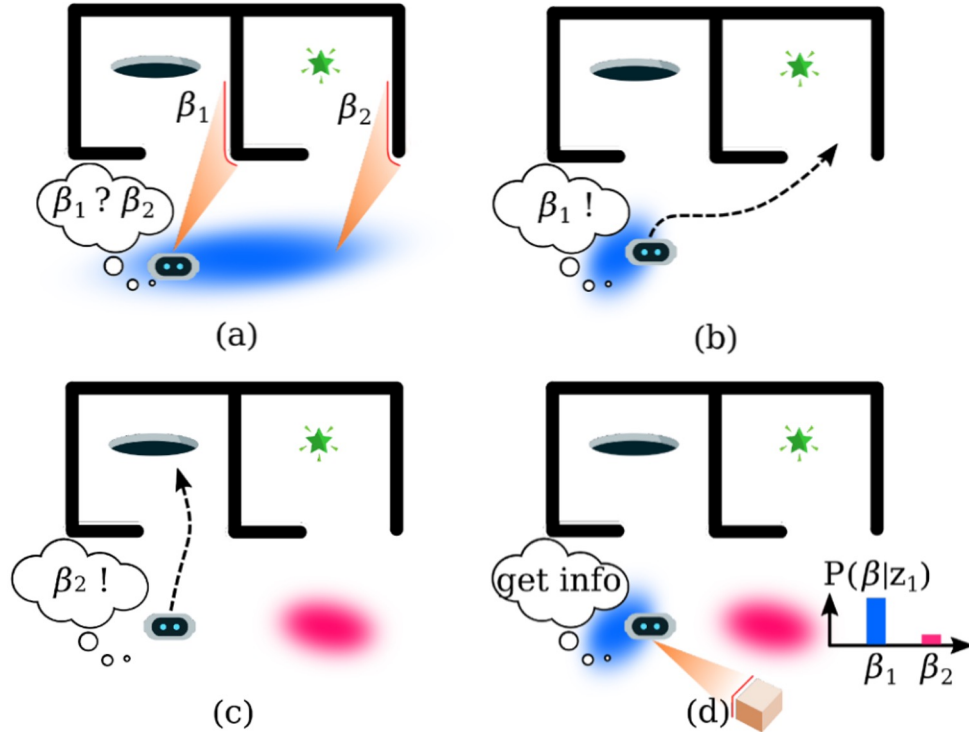 β₁
β₂
β₁ ? β₂
(a)
β₁ !
(b)
β₂ !
(c)
get info
P(β|z₁)
β₁
β₂
(d)